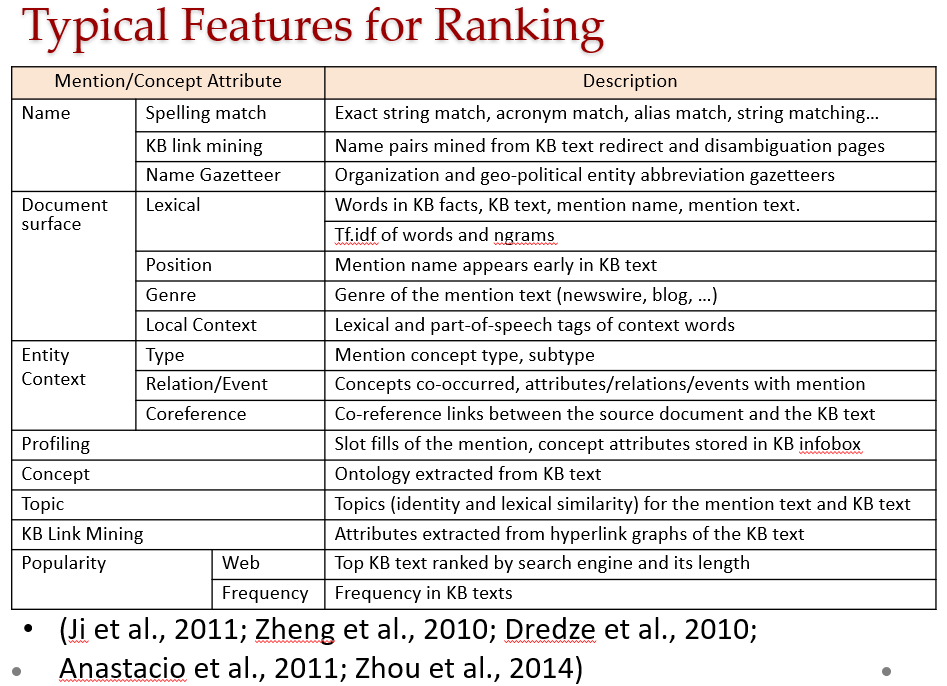 Typical Features for Ranking
Mention/Concept Attribute Description
Name Spelling match Exact string match, acronym match, alias match, string matching…
KB link mining Name pairs mined from KB text redirect and disambiguation pages
Name Gazetteer Organization and geo-political entity abbreviation gazetteers
Document surface Lexical Words in KB facts, KB text, mention name, mention text.
Tf.idf of words and ngrams
Position Mention name appears early in KB text
Genre Genre of the mention text (newswire, blog, …)
Local Context Lexical and part-of-speech tags of context words
Entity Context Type Mention concept type, subtype
Relation/Event Concepts co-occurred, attributes/relations/events with mention
Coreference Co-reference links between the source document and the KB text
Profiling Slot fills of the mention, concept attributes stored in KB infobox
Concept Ontology extracted from KB text
Topic Topics (identity and lexical similarity) for the mention text and KB text
KB Link Mining Attributes extracted from hyperlink graphs of the KB text
Popularity Web Top KB text ranked by search engine and its length
Frequency Frequency in KB texts
• (Ji et al., 2011; Zheng et al., 2010; Dredze et al., 2010;
Anastacio et al., 2011; Zhou et al., 2014)